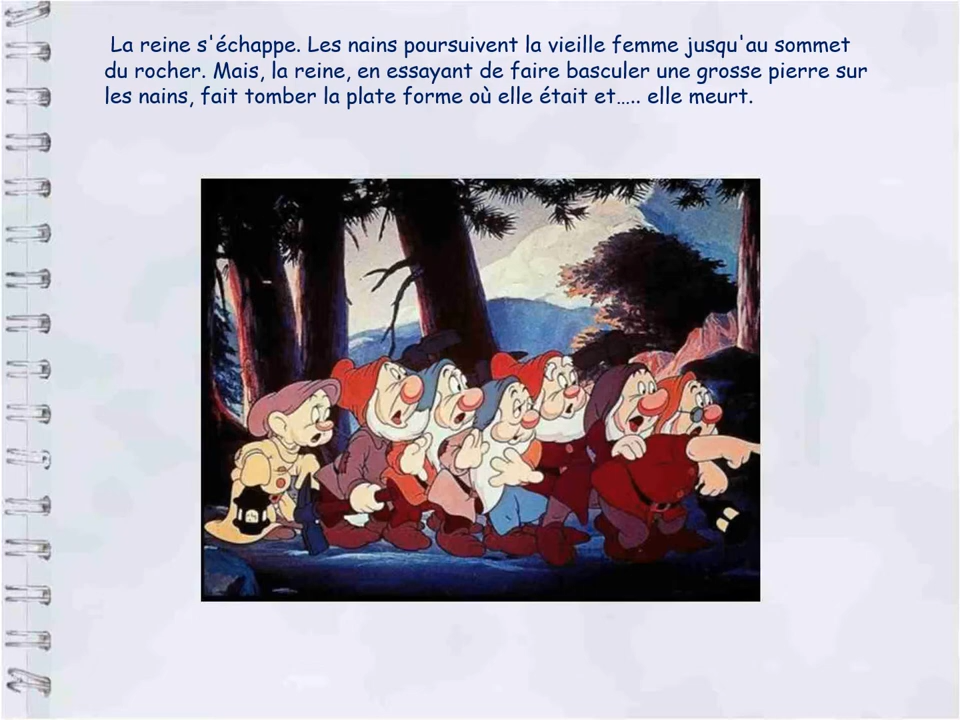 La reine s'échappe. Les nains poursuivent la vieille femme jusqu'au sommet
du rocher. Mais, la reine, en essayant de faire basculer une grosse pierre sur
les nains, fait tomber la plate forme où elle était et….. elle meurt.